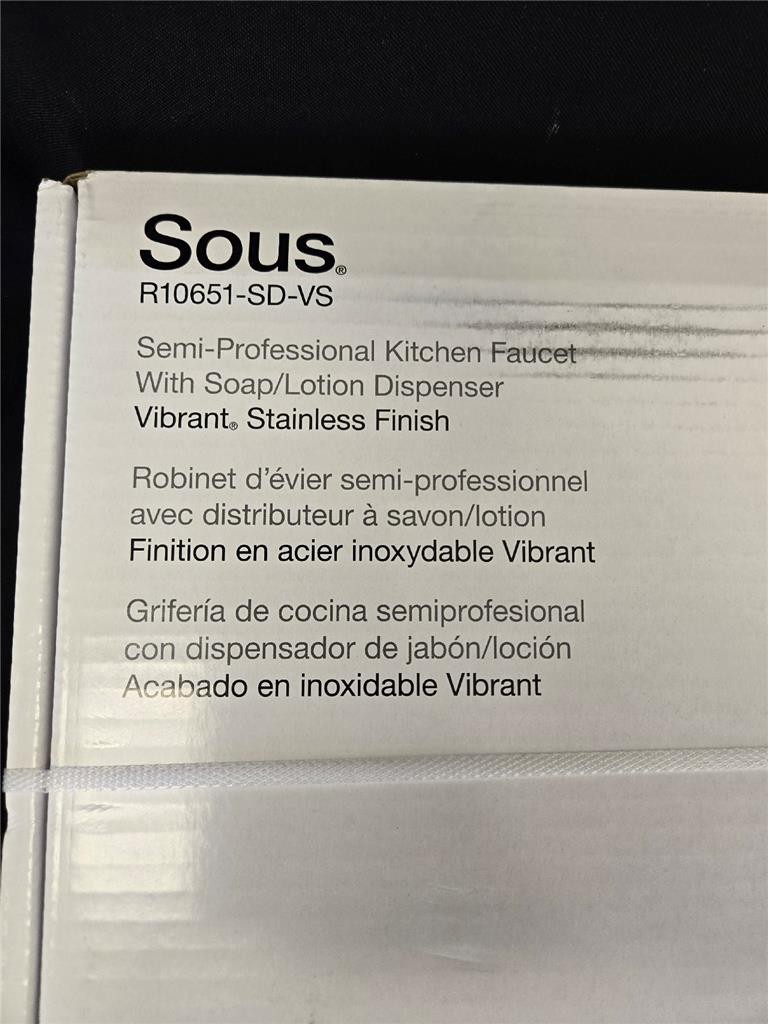 Sous®
R10651-SD-VS
Semi-Professional Kitchen Faucet
With Soap/Lotion Dispenser
Vibrant® Stainless Finish
Robinet d’évier semi-professionnel
avec distributeur à savon/lotion
Finition en acier inoxydable Vibrant
Grifería de cocina semiprofesional
con dispensador de jabón/loción
Acabado en inoxidable Vibrant